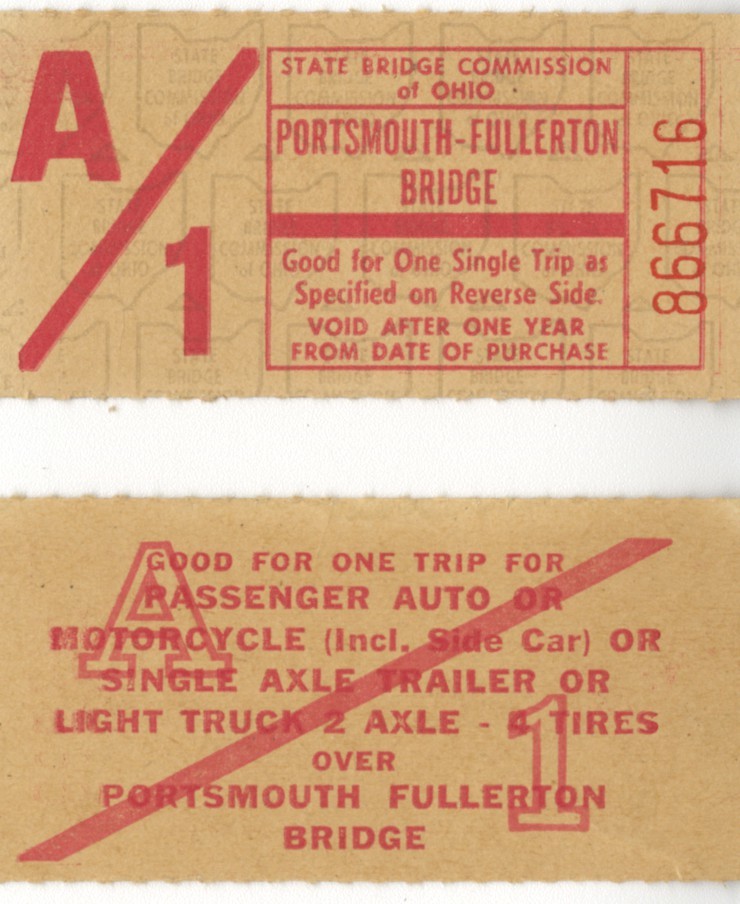 A/1
STATE BRIDGE COMMISSION
of OHIO
PORTSMOUTH-FULLERTON
BRIDGE
Good for One Single Trip as
Specified on Reverse Side.
VOID AFTER ONE YEAR
FROM DATE OF PURCHASE
866716
A/1
GOOD FOR ONE TRIP FOR
PASSENGER AUTO OR
MOTORCYCLE (Incl. Side Car) OR
SINGLE AXLE TRAILER OR
LIGHT TRUCK 2 AXLE - 4 TIRES
OVER
PORTSMOUTH FULLERTON
BRIDGE